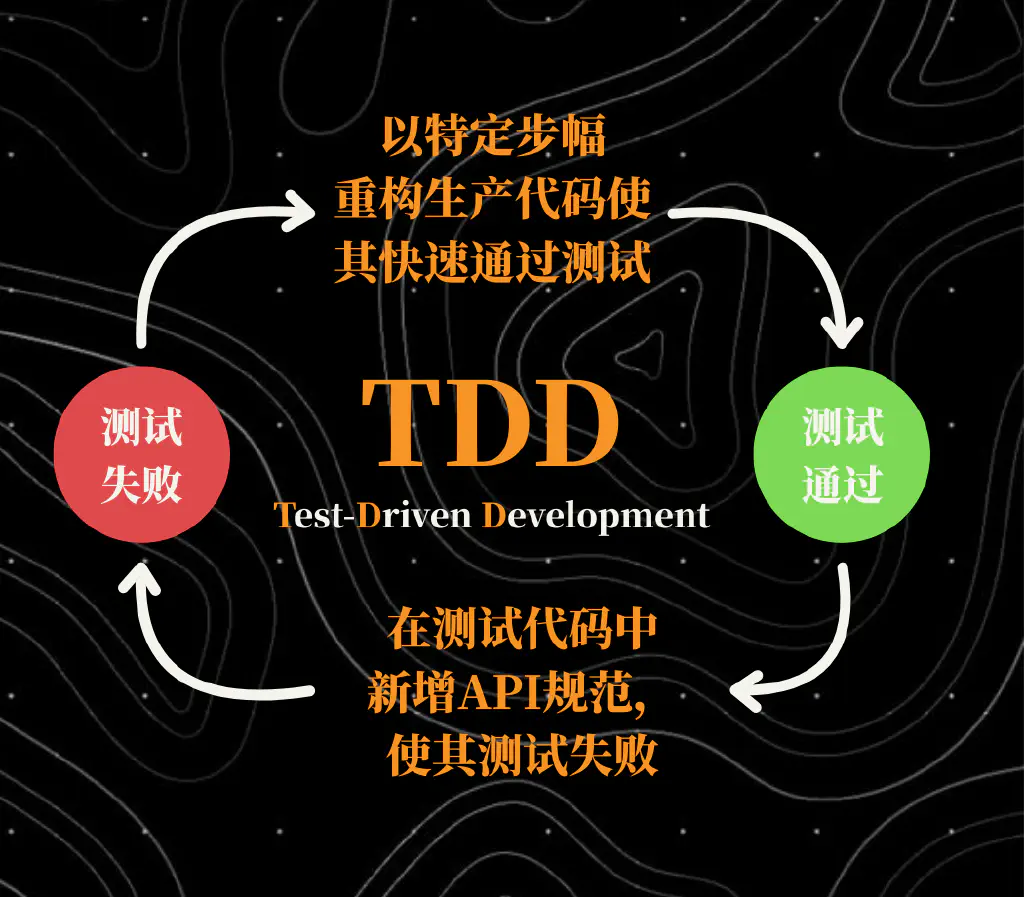 以特定步幅
重构生产代码使
其快速通过测试
测试
失败
TDD
Test-Driven Development
测试
通过
在测试代码中
新增API规范,
使其测试失败